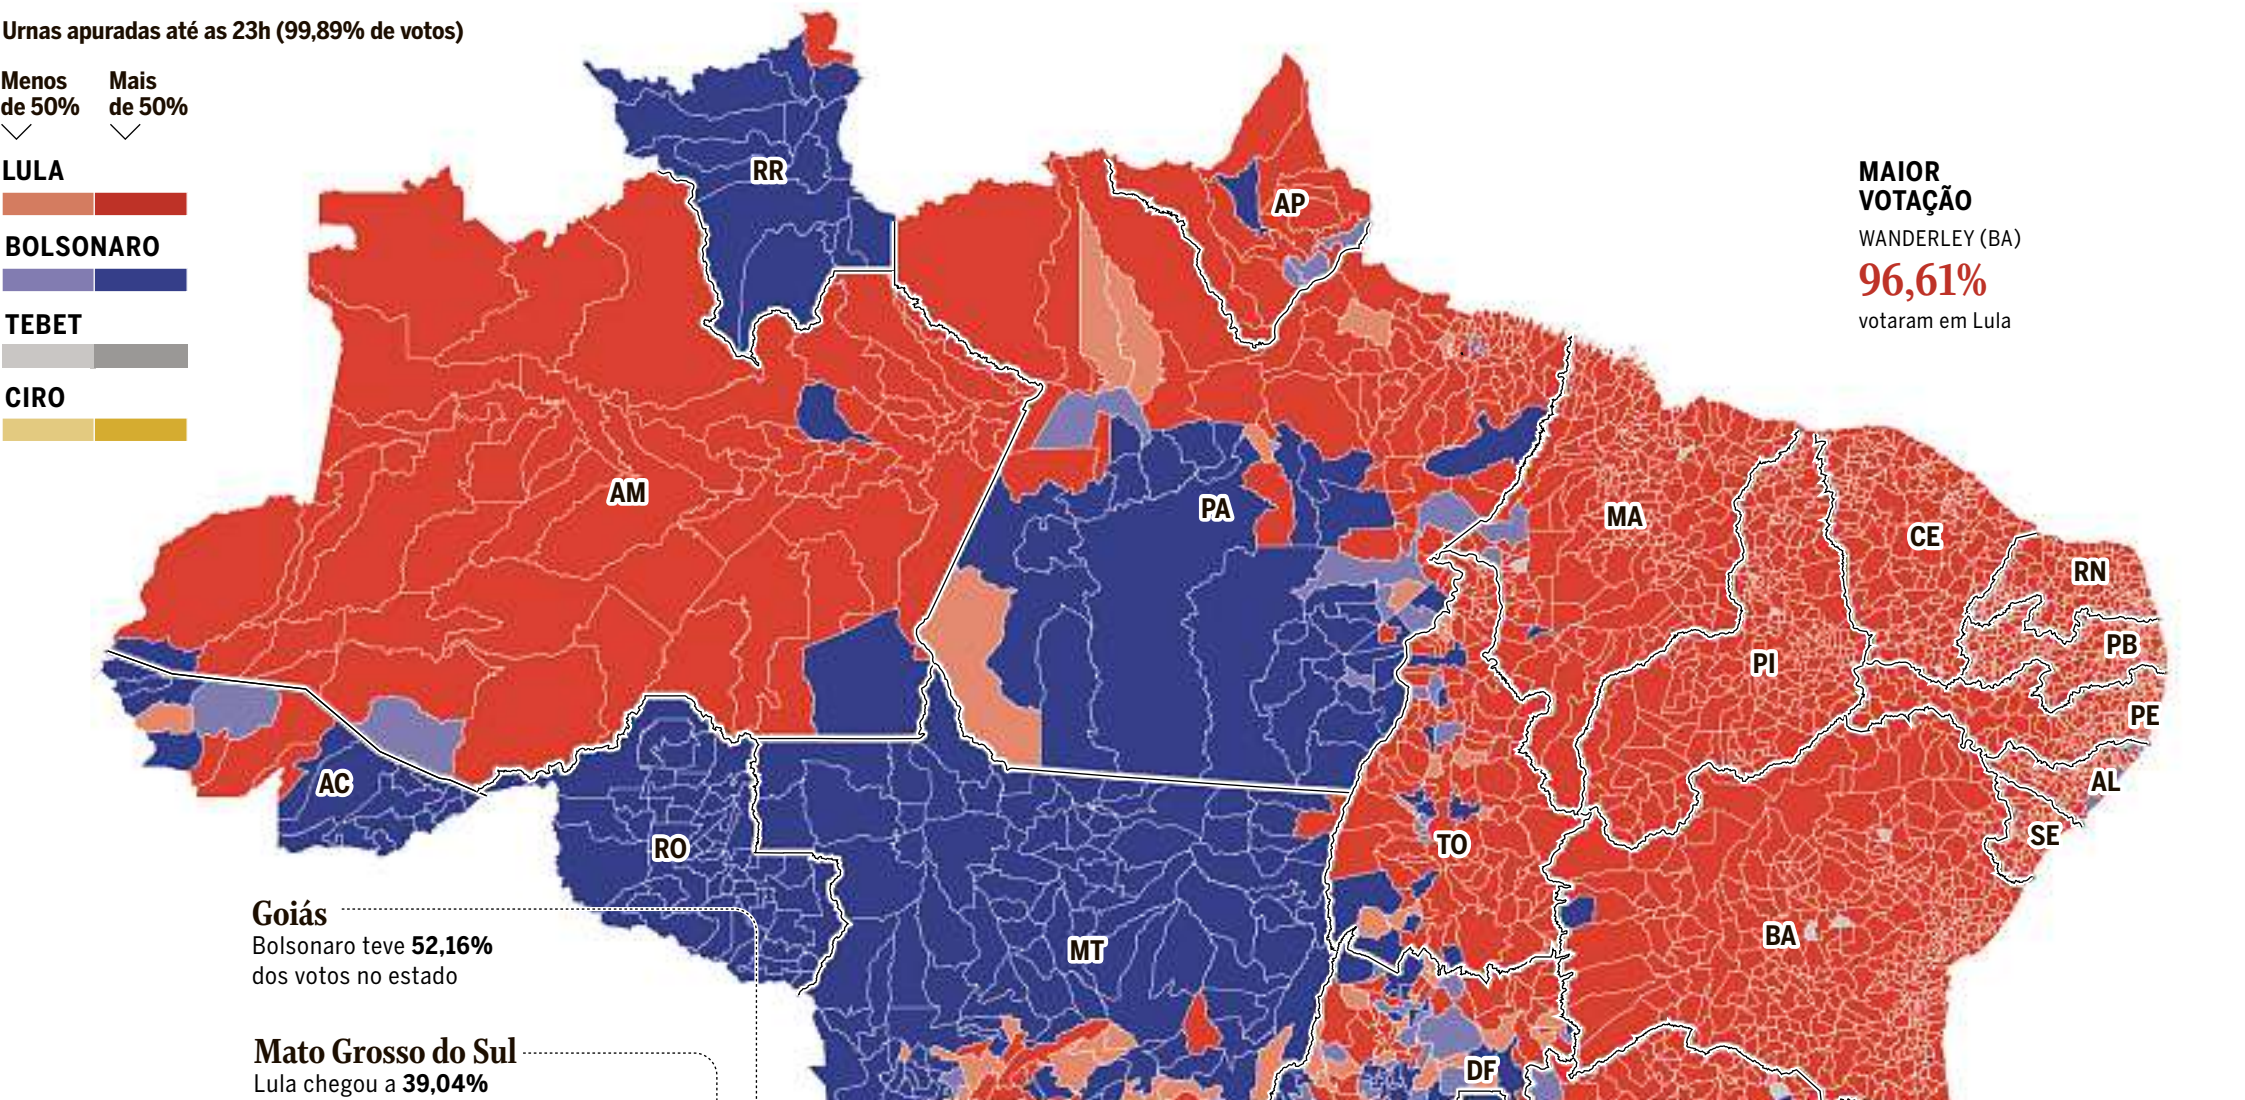 Urnas apuradas até as 23h (99,89% de votos)
Menos
de 50%
Mais
de 50%
LULA
BOLSONARO
TEBET
CIRO
MAIOR
VOTAÇÃO
WANDERLEY (BA)
96,61%
votaram em Lula
RR
AP
AM
PA
MA
CE
RN
PB
PI
PE
AL
SE
AC
RO
TO
BA
MT
DF
Goiás
Bolsonaro teve 52,16%
dos votos no estado
Mato Grosso do Sul
Lula chegou a 39,04%